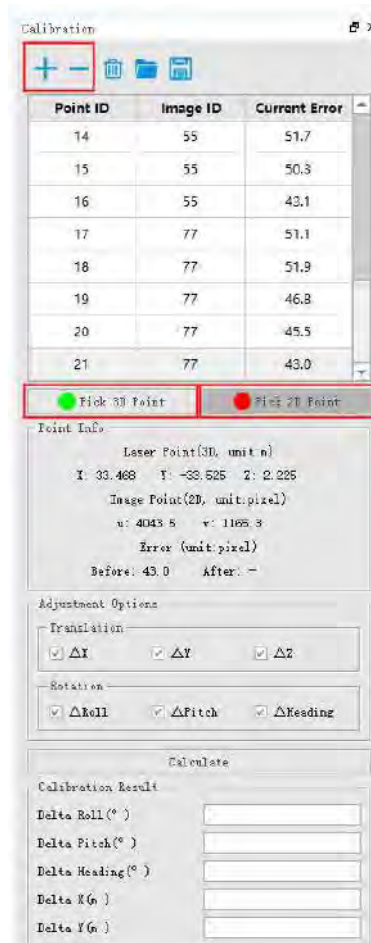 Calibration
Point ID Image ID Current Error
14 55 51.7
15 55 50.3
16 55 43.1
17 77 51.1
18 77 51.9
19 77 46.8
20 77 45.5
21 77 43.0
Pick 3D Point Pick 2D Point
Point Info
Laser Point(3D, unit:m)
X: 33.468 Y: -33.525 Z: 2.225
Image Point(2D, unit:pixel)
u: 4043.5 v: 1165.3
Error (unit:pixel)
Before: 43.0 After: —
Adjustment Options
Translation
ΔX ΔY ΔZ
Rotation
ΔRoll ΔPitch ΔHeading
Calculate
Calibration Result
Delta Roll(° )
Delta Pitch(° )
Delta Heading(° )
Delta X(m )
Delta Y(m )